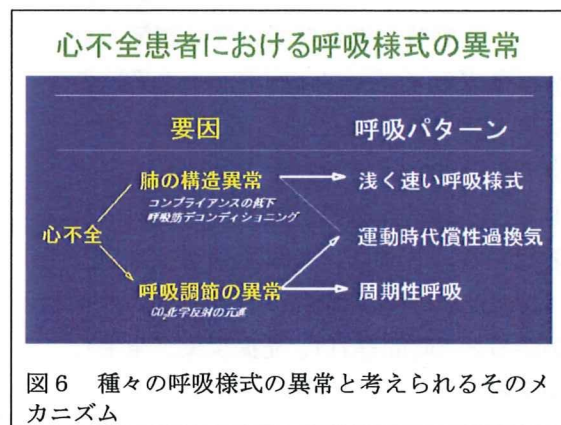 心不全患者における呼吸様式の異常
要因
呼吸パターン
肺の構造異常
浅く速い呼吸様式
コンプライアンスの低下
呼吸筋デコンディショニング
心不全
運動時代償性過換気
呼吸調節の異常
周期性呼吸
CO₂化学反射の亢進
図6 種々の呼吸様式の異常と考えられるそのメ
カニズム